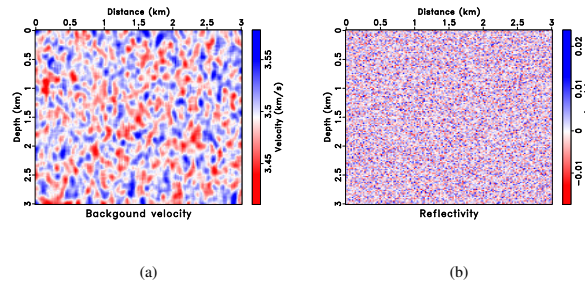 Distance (km)
0 0.5 1 1.5 2 2.5 3
Depth (km)
0 0.5 1 1.5 2 2.5 3
3.55
3.5
3.45
Velocity (km/s)
Backgound velocity
(a)
Distance (km)
0 0.5 1 1.5 2 2.5 3
Depth (km)
0 0.5 1 1.5 2 2.5 3
0.02
0.01
0
−0.01
Reflectivity
(b)